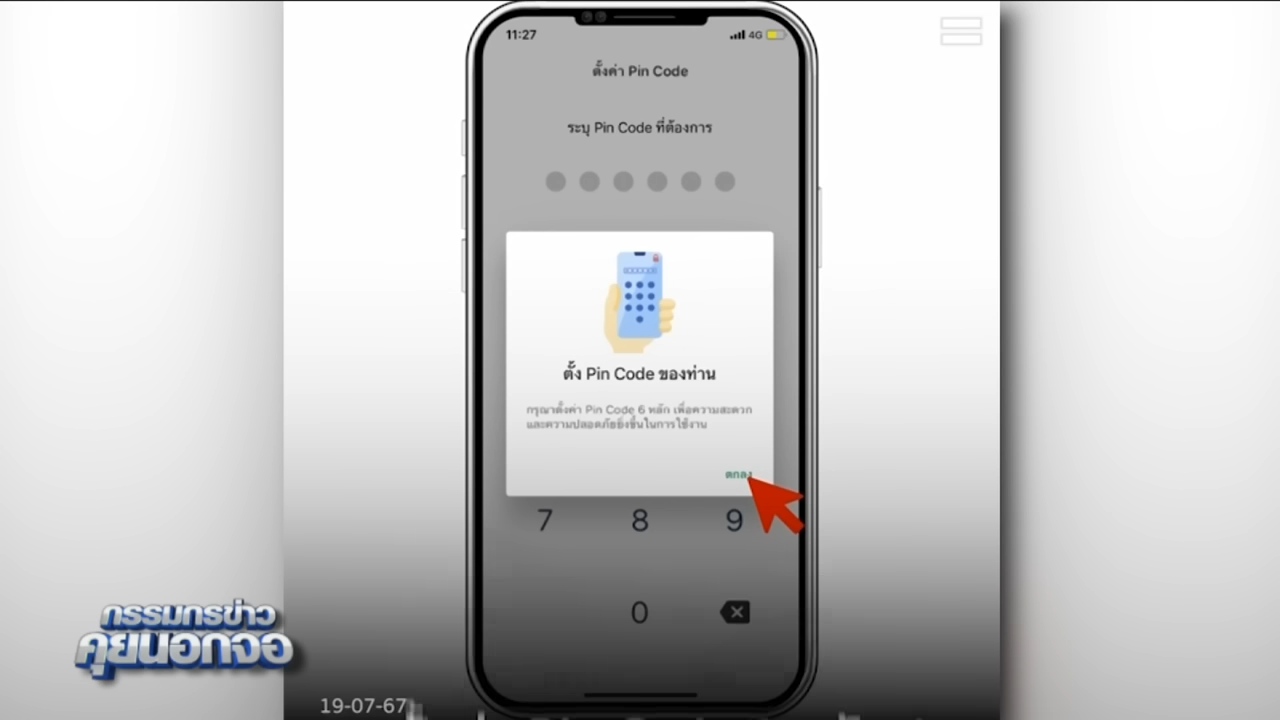 11:27
4G
ตั้งค่า Pin Code
ระบุ Pin Code ที่ต้องการ
ตั้ง Pin Code ของท่าน
กรุณาตั้งค่า Pin Code 6 หลัก เพื่อความสะดวก
และความปลอดภัยยิ่งขึ้นในการใช้งาน
ตกลง
7 8 9
0
กรรมกรข่าว
คุยนอกจอ
19-07-67